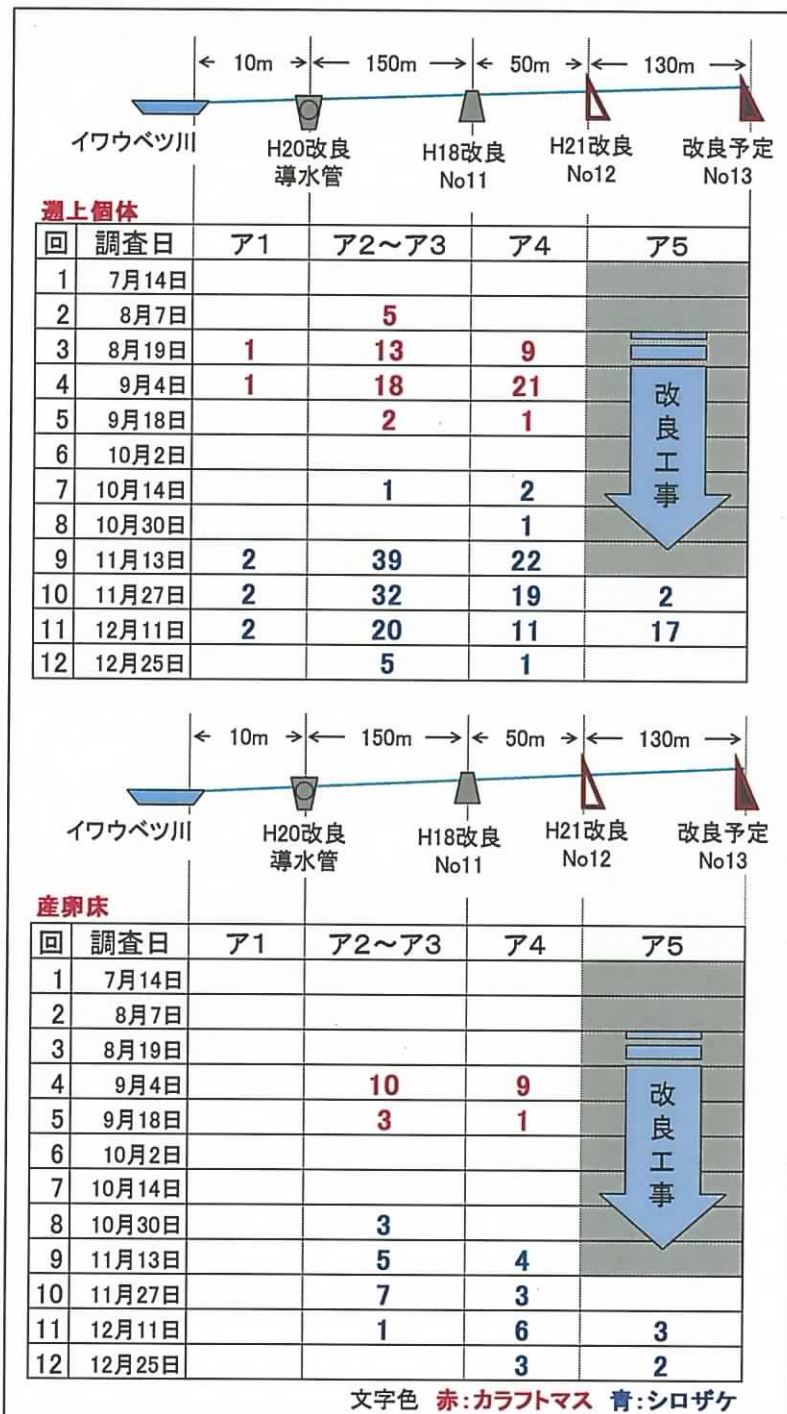 ← 10m → ← 150m → ← 50m → ← 130m →
イワウベツ川 H20改良 導水管 H18改良 No11 H21改良 No12 改良予定 No13
遡上個体
回 調査日 ア1 ア2～ア3 ア4 ア5
1 7月14日
2 8月7日 5
3 8月19日 1 13 9
4 9月4日 1 18 21
5 9月18日 2 1
6 10月2日
7 10月14日 1 2
8 10月30日 1
9 11月13日 2 39 22
10 11月27日 2 32 19 2
11 12月11日 2 20 11 17
12 12月25日 5 1
改良工事
← 10m → ← 150m → ← 50m → ← 130m →
イワウベツ川 H20改良 導水管 H18改良 No11 H21改良 No12 改良予定 No13
産卵床
回 調査日 ア1 ア2～ア3 ア4 ア5
1 7月14日
2 8月7日
3 8月19日
4 9月4日 10 9
5 9月18日 3 1
6 10月2日
7 10月14日
8 10月30日 3
9 11月13日 5 4
10 11月27日 7 3
11 12月11日 1 6 3
12 12月25日 3 2
改良工事
文字色 赤:カラフトマス 青:シロザケ